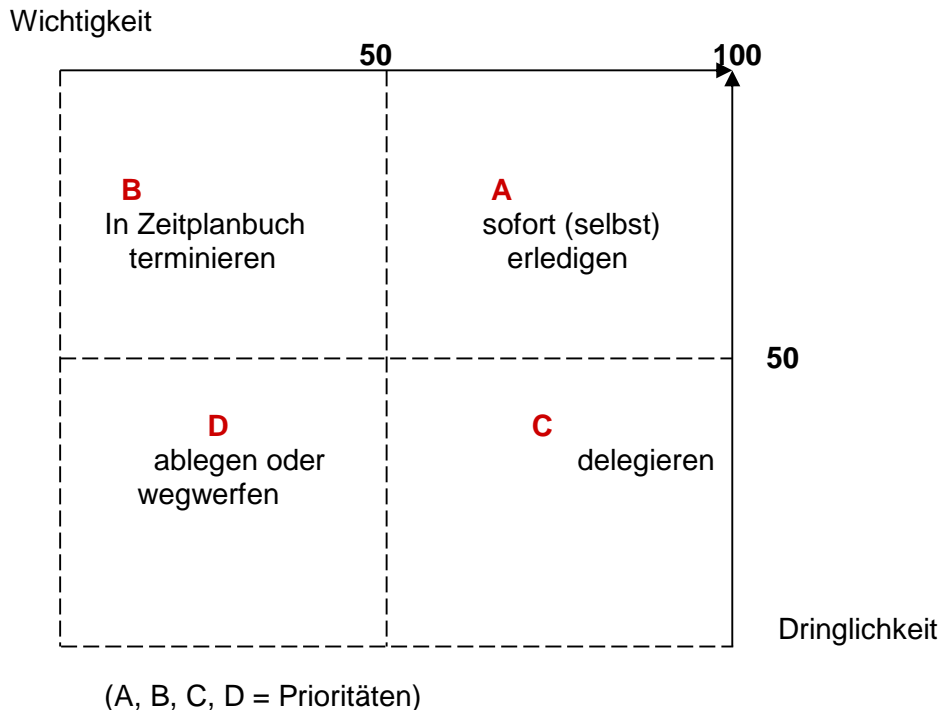 Wichtigkeit
50
100
B
In Zeitplanbuch
terminieren
A
sofort (selbst)
erledigen
50
D
ablegen oder
wegwerfen
C
delegieren
Dringlichkeit
(A, B, C, D = Prioritäten)